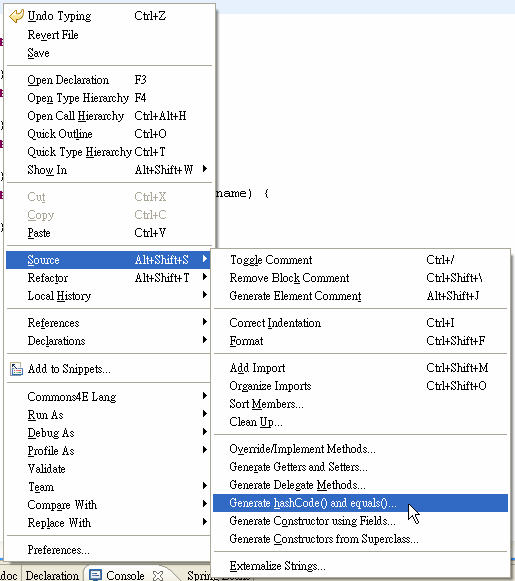 Undo Typing Ctrl+Z
Revert File
Save
Open Declaration F3
Open Type Hierarchy F4
Open Call Hierarchy Ctrl+Alt+H
Quick Outline Ctrl+O
Quick Type Hierarchy Ctrl+T
Show In Alt+Shift+W
name) {
Cut Ctrl+X
Copy Ctrl+C
Paste Ctrl+V
Source Alt+Shift+S
Refactor Alt+Shift+T
Local History
References
Declarations
Add to Snippets...
Commons4E Lang
Run As
Debug As
Profile As
Validate
Team
Compare With
Replace With
Preferences...
Toggle Comment Ctrl+/
Remove Block Comment Ctrl+Shift+\
Generate Element Comment Alt+Shift+J
Correct Indentation Ctrl+I
Format Ctrl+Shift+F
Add Import Ctrl+Shift+M
Organize Imports Ctrl+Shift+O
Sort Members...
Clean Up...
Override/Implement Methods...
Generate Getters and Setters...
Generate Delegate Methods...
Generate hashCode() and equals()...
Generate Constructor using Fields...
Generate Constructors from Superclass...
Externalize Strings...
doc Declaration Console Spring